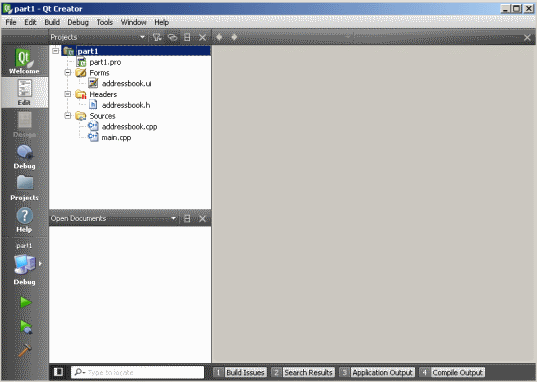 part1 - Qt Creator
File Edit Build Debug Tools Window Help
Projects
Qt
Welcome
Edit
Design
Debug
Projects
Help
part1
Debug
part1
part1.pro
Forms
addressbook.ui
Headers
addressbook.h
Sources
addressbook.cpp
main.cpp
Open Documents
Type to locate
1 Build Issues 2 Search Results 3 Application Output 4 Compile Output